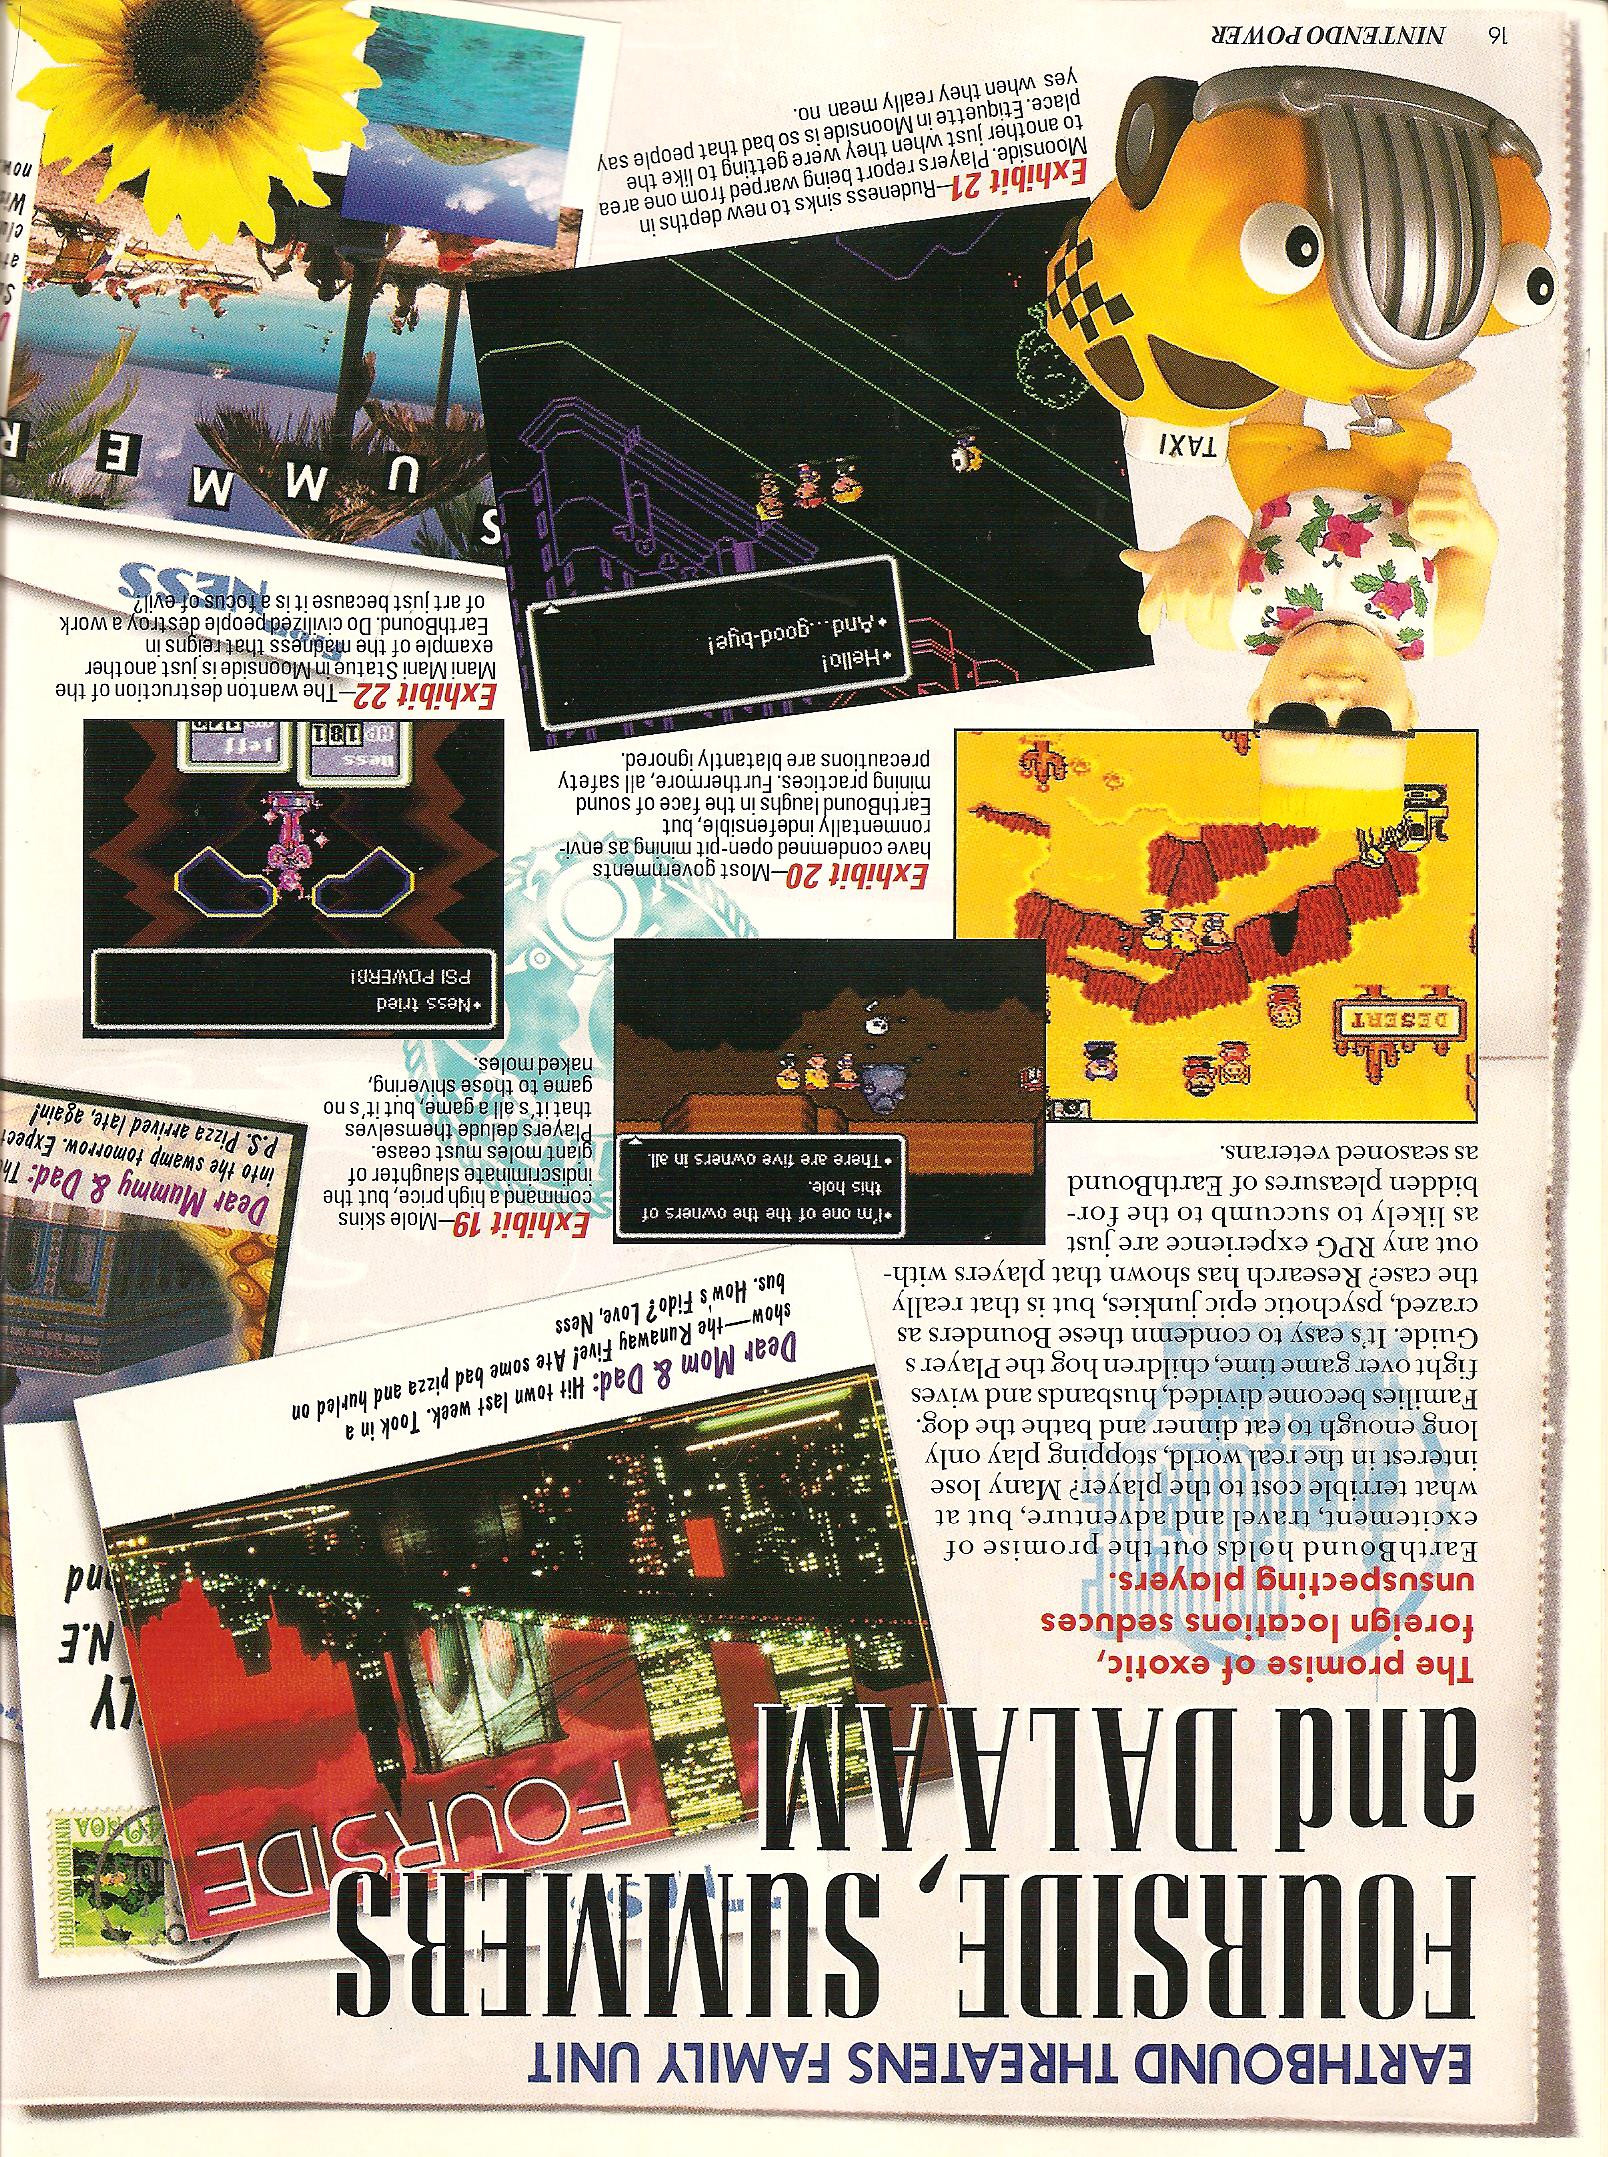 EARTHBOUND THREATENS FAMILY UNIT
FOURSIDE, SUMMERS
and DALAAM
The promise of exotic,
foreign locations seduces
unsuspecting players.
EarthBound holds out the promise of
excitement, travel and adventure, but at
what terrible cost to the player? Many lose
interest in the real world, stopping play only
long enough to eat dinner and bathe the dog.
Families become divided, husbands and wives
fight over game time, children hog the Player s
Guide. It's easy to condemn these Bounders as
crazed, psychotic epic junkies, but is that really
the case? Research has shown that players with-
out any RPG experience are just
as likely to succumb to the for-
bidden pleasures of EarthBound
as seasoned veterans.
FOURSIDE
NINTENDO POST OFFICE
40 NOA
LY
N.E
and
Dear Mom & Dad: Hit town last week. Took in a
show—the Runaway Five! Ate some bad pizza and hurled on
bus. How's Fido? Love, Ness
Dear Mummy & Dad: Th
into the swamp tomorrow. Expec
P.S. Pizza arrived late, again!
•I'm one of the the owners of
this hole.
•There are five owners in all.
Exhibit 19—Mole skins
command a high price, but the
indiscriminate slaughter of
giant moles must cease.
Players delude themselves
that it's all a game, but it's no
game to those shivering,
naked moles.
DESERT
Exhibit 20—Most governments
have condemned open-pit mining as envi-
ronmentally indefensible, but
EarthBound laughs in the face of sound
mining practices. Furthermore, all safety
precautions are blatantly ignored.
•Ness tried
PSI POWERß!
Ness
HP 181
Jeff
Exhibit 22—The wanton destruction of the
Mani Mani Statue in Moonside is just another
example of the madness that reigns in
EarthBound. Do civilized people destroy a work
of art just because it is a focus of evil?
from
NESS
•Hello!
•And...good-bye!
TAXI
Exhibit 21—Rudeness sinks to new depths in
Moonside. Players report being warped from one area
to another just when they were getting to like the
place. Etiquette in Moonside is so bad that people say
yes when they really mean no.
SUMMER
16 NINTENDO POWER